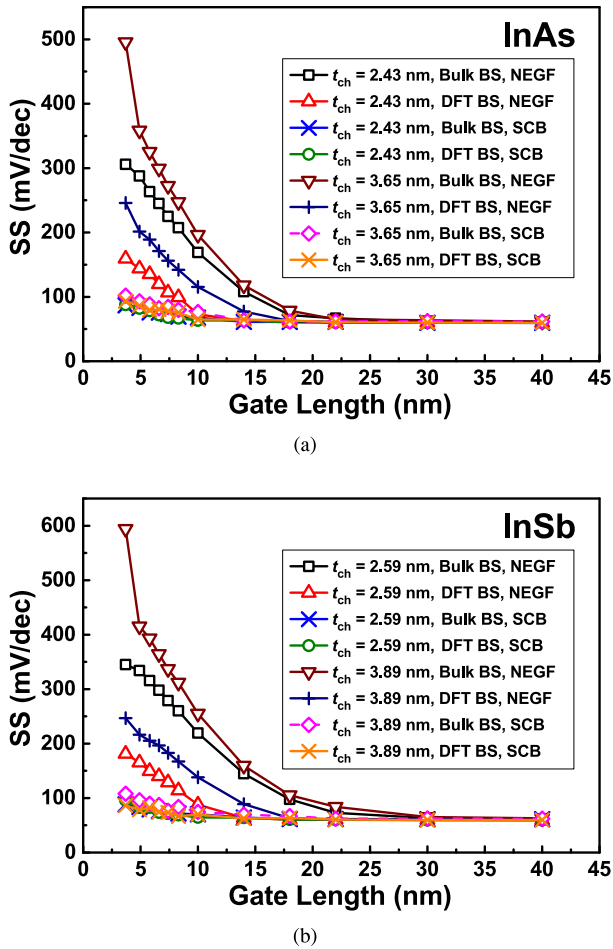 InAs
500
400
300
200
100
0
SS (mV/dec)
t_ch = 2.43 nm, Bulk BS, NEGF
t_ch = 2.43 nm, DFT BS, NEGF
t_ch = 2.43 nm, Bulk BS, SCB
t_ch = 2.43 nm, DFT BS, SCB
t_ch = 3.65 nm, Bulk BS, NEGF
t_ch = 3.65 nm, DFT BS, NEGF
t_ch = 3.65 nm, Bulk BS, SCB
t_ch = 3.65 nm, DFT BS, SCB
0 5 10 15 20 25 30 35 40 45
Gate Length (nm)
(a)
InSb
600
500
400
300
200
100
0
SS (mV/dec)
t_ch = 2.59 nm, Bulk BS, NEGF
t_ch = 2.59 nm, DFT BS, NEGF
t_ch = 2.59 nm, Bulk BS, SCB
t_ch = 2.59 nm, DFT BS, SCB
t_ch = 3.89 nm, Bulk BS, NEGF
t_ch = 3.89 nm, DFT BS, NEGF
t_ch = 3.89 nm, Bulk BS, SCB
t_ch = 3.89 nm, DFT BS, SCB
0 5 10 15 20 25 30 35 40 45
Gate Length (nm)
(b)